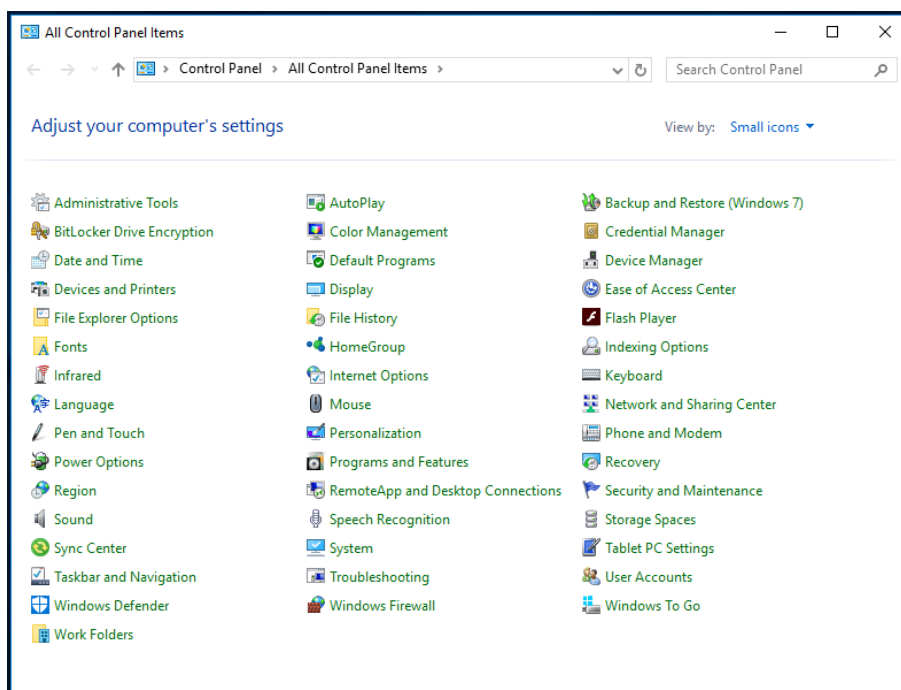 All Control Panel Items
Control Panel > All Control Panel Items >
Search Control Panel
Adjust your computer's settings
View by: Small icons
Administrative Tools
AutoPlay
Backup and Restore (Windows 7)
BitLocker Drive Encryption
Color Management
Credential Manager
Date and Time
Default Programs
Device Manager
Devices and Printers
Display
Ease of Access Center
File Explorer Options
File History
Flash Player
Fonts
HomeGroup
Indexing Options
Infrared
Internet Options
Keyboard
Language
Mouse
Network and Sharing Center
Pen and Touch
Personalization
Phone and Modem
Power Options
Programs and Features
Recovery
Region
RemoteApp and Desktop Connections
Security and Maintenance
Sound
Speech Recognition
Storage Spaces
Sync Center
System
Tablet PC Settings
Taskbar and Navigation
Troubleshooting
User Accounts
Windows Defender
Windows Firewall
Windows To Go
Work Folders